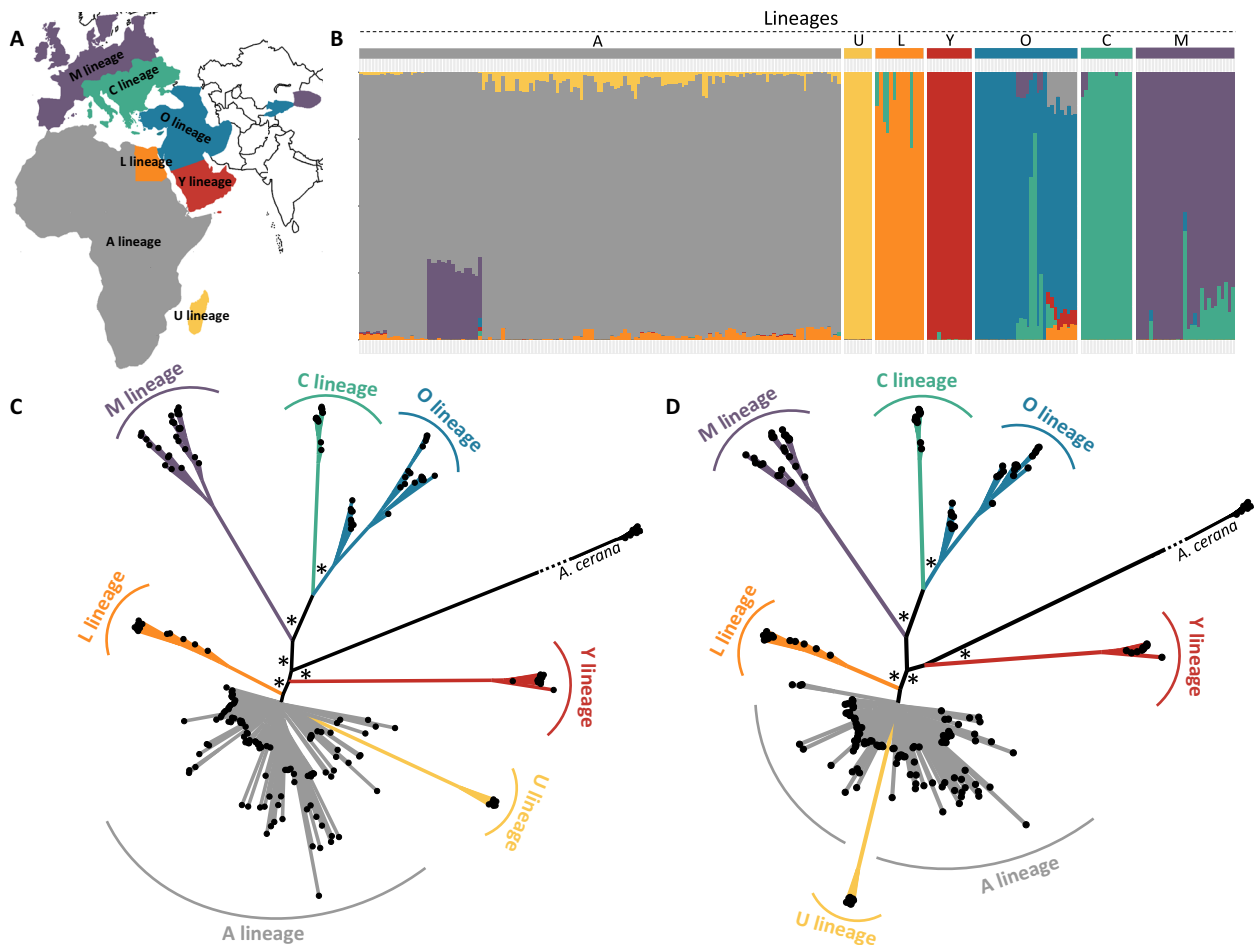 Lineages
A
B
A
U
L
Y
O
C
M
M lineage
C lineage
O lineage
L lineage
Y lineage
A lineage
U lineage
C
M lineage
C lineage
O lineage
A. cerana
L lineage
Y lineage
U lineage
A lineage
D
M lineage
C lineage
O lineage
A. cerana
L lineage
Y lineage
A lineage
U lineage